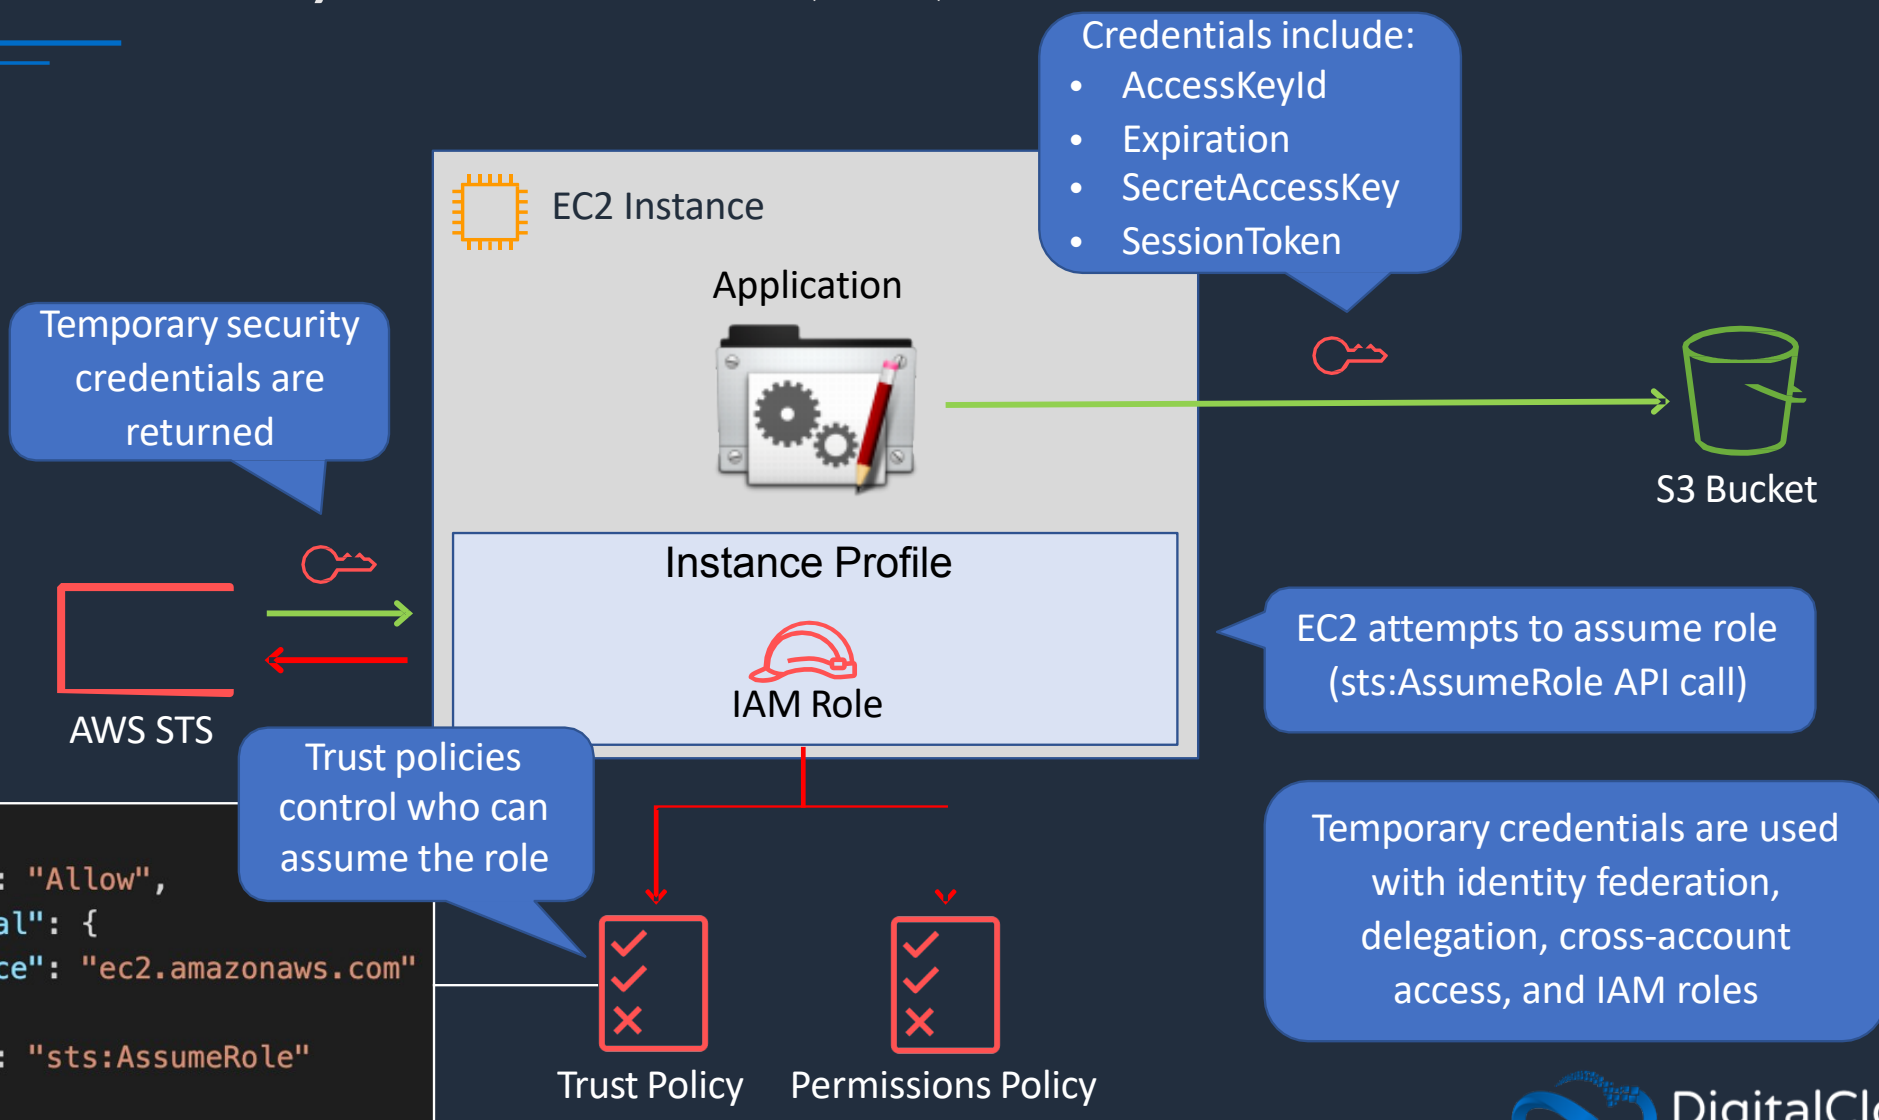 Credentials include:
• AccessKeyId
• Expiration
• SecretAccessKey
• SessionToken
EC2 Instance
Application
Temporary security
credentials are
returned
S3 Bucket
Instance Profile
IAM Role
EC2 attempts to assume role
(sts:AssumeRole API call)
AWS STS
Trust policies
control who can
assume the role
Temporary credentials are used
with identity federation,
delegation, cross-account
access, and IAM roles
: "Allow",
al": {
ce": "ec2.amazonaws.com"
: "sts:AssumeRole"
Trust Policy
Permissions Policy